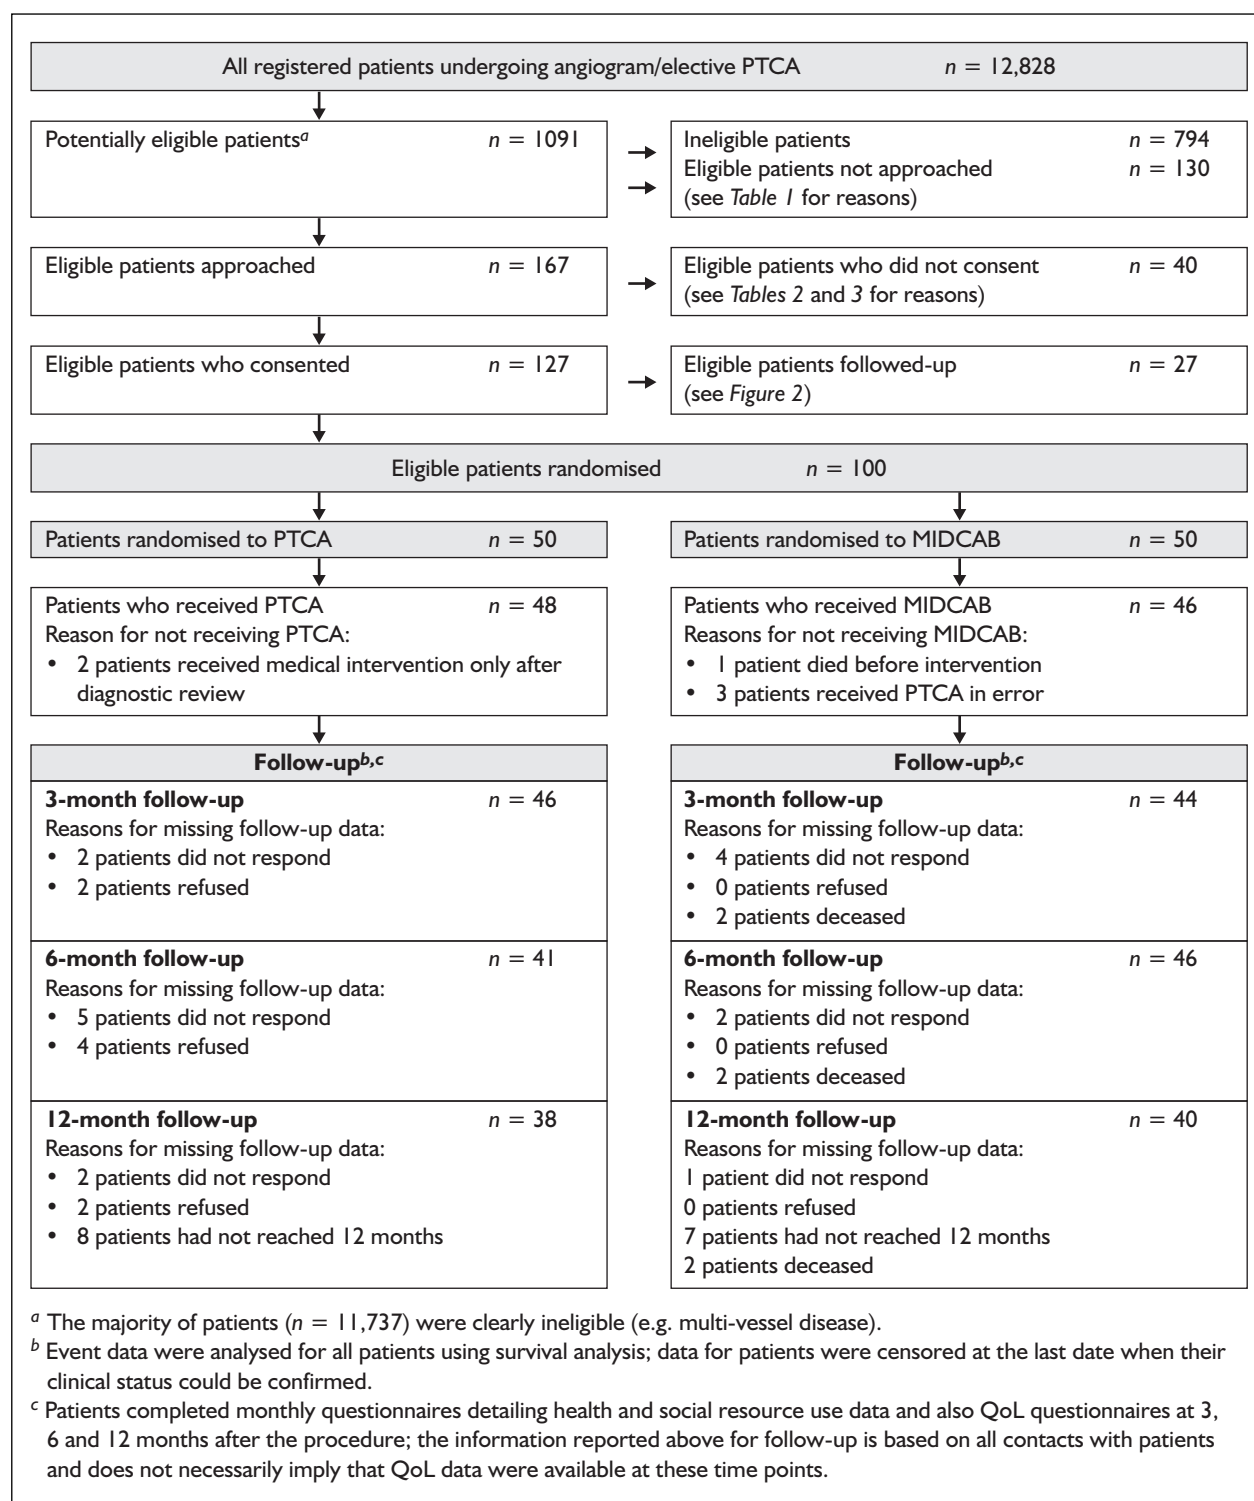 All registered patients undergoing angiogram/elective PTCA n = 12,828
Potentially eligible patientsᵃ n = 1091
Ineligible patients n = 794
Eligible patients not approached n = 130
(see Table 1 for reasons)
Eligible patients approached n = 167
Eligible patients who did not consent n = 40
(see Tables 2 and 3 for reasons)
Eligible patients who consented n = 127
Eligible patients followed-up n = 27
(see Figure 2)
Eligible patients randomised n = 100
Patients randomised to PTCA n = 50
Patients who received PTCA n = 48
Reason for not receiving PTCA:
• 2 patients received medical intervention only after
diagnostic review
Follow-upᵇ,ᶜ
3-month follow-up n = 46
Reasons for missing follow-up data:
• 2 patients did not respond
• 2 patients refused
6-month follow-up n = 41
Reasons for missing follow-up data:
• 5 patients did not respond
• 4 patients refused
12-month follow-up n = 38
Reasons for missing follow-up data:
• 2 patients did not respond
• 2 patients refused
• 8 patients had not reached 12 months
Patients randomised to MIDCAB n = 50
Patients who received MIDCAB n = 46
Reasons for not receiving MIDCAB:
• 1 patient died before intervention
• 3 patients received PTCA in error
Follow-upᵇ,ᶜ
3-month follow-up n = 44
Reasons for missing follow-up data:
• 4 patients did not respond
• 0 patients refused
• 2 patients deceased
6-month follow-up n = 46
Reasons for missing follow-up data:
• 2 patients did not respond
• 0 patients refused
• 2 patients deceased
12-month follow-up n = 40
Reasons for missing follow-up data:
1 patient did not respond
0 patients refused
7 patients had not reached 12 months
2 patients deceased
ᵃ The majority of patients (n = 11,737) were clearly ineligible (e.g. multi-vessel disease).
ᵇ Event data were analysed for all patients using survival analysis; data for patients were censored at the last date when their
clinical status could be confirmed.
ᶜ Patients completed monthly questionnaires detailing health and social resource use data and also QoL questionnaires at 3,
6 and 12 months after the procedure; the information reported above for follow-up is based on all contacts with patients
and does not necessarily imply that QoL data were available at these time points.